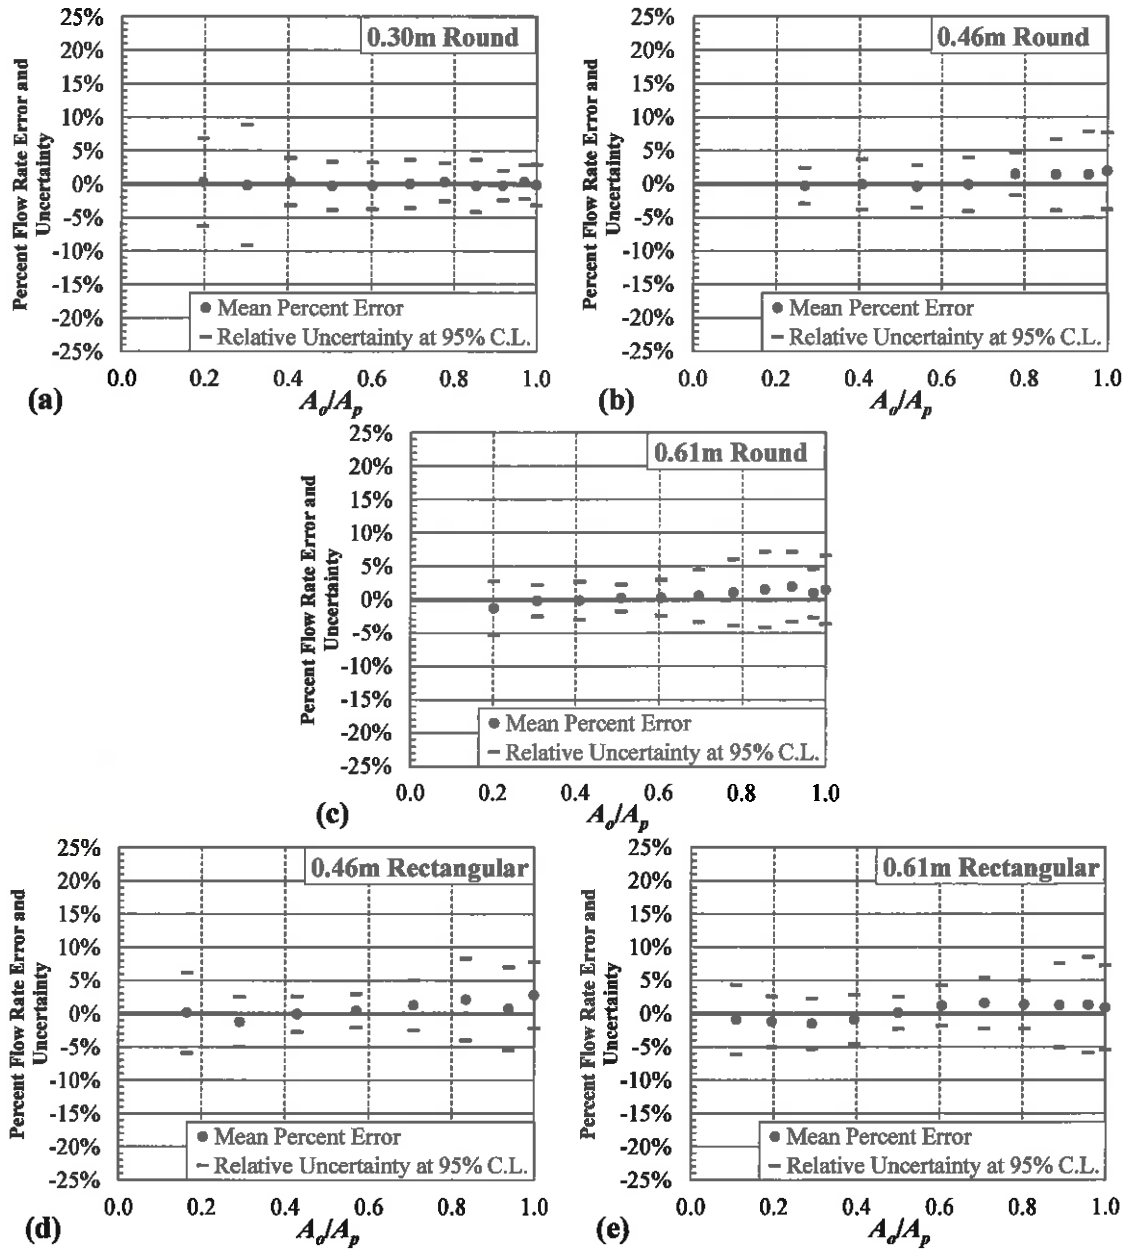 0.30m Round
Percent Flow Rate Error and
Uncertainty
25%
20%
15%
10%
5%
0%
-5%
-10%
-15%
-20%
-25%
Mean Percent Error
Relative Uncertainty at 95% C.L.
0.0 0.2 0.4 0.6 0.8 1.0
(a)
Ao/Ap
0.46m Round
Percent Flow Rate Error and
Uncertainty
25%
20%
15%
10%
5%
0%
-5%
-10%
-15%
-20%
-25%
Mean Percent Error
Relative Uncertainty at 95% C.L.
0.0 0.2 0.4 0.6 0.8 1.0
(b)
Ao/Ap
0.61m Round
Percent Flow Rate Error and
Uncertainty
25%
20%
15%
10%
5%
0%
-5%
-10%
-15%
-20%
-25%
Mean Percent Error
Relative Uncertainty at 95% C.L.
0.0 0.2 0.4 0.6 0.8 1.0
(c)
Ao/Ap
0.46m Rectangular
Percent Flow Rate Error and
Uncertainty
25%
20%
15%
10%
5%
0%
-5%
-10%
-15%
-20%
-25%
Mean Percent Error
Relative Uncertainty at 95% C.L.
0.0 0.2 0.4 0.6 0.8 1.0
(d)
Ao/Ap
0.61m Rectangular
Percent Flow Rate Error and
Uncertainty
25%
20%
15%
10%
5%
0%
-5%
-10%
-15%
-20%
-25%
Mean Percent Error
Relative Uncertainty at 95% C.L.
0.0 0.2 0.4 0.6 0.8 1.0
(e)
Ao/Ap